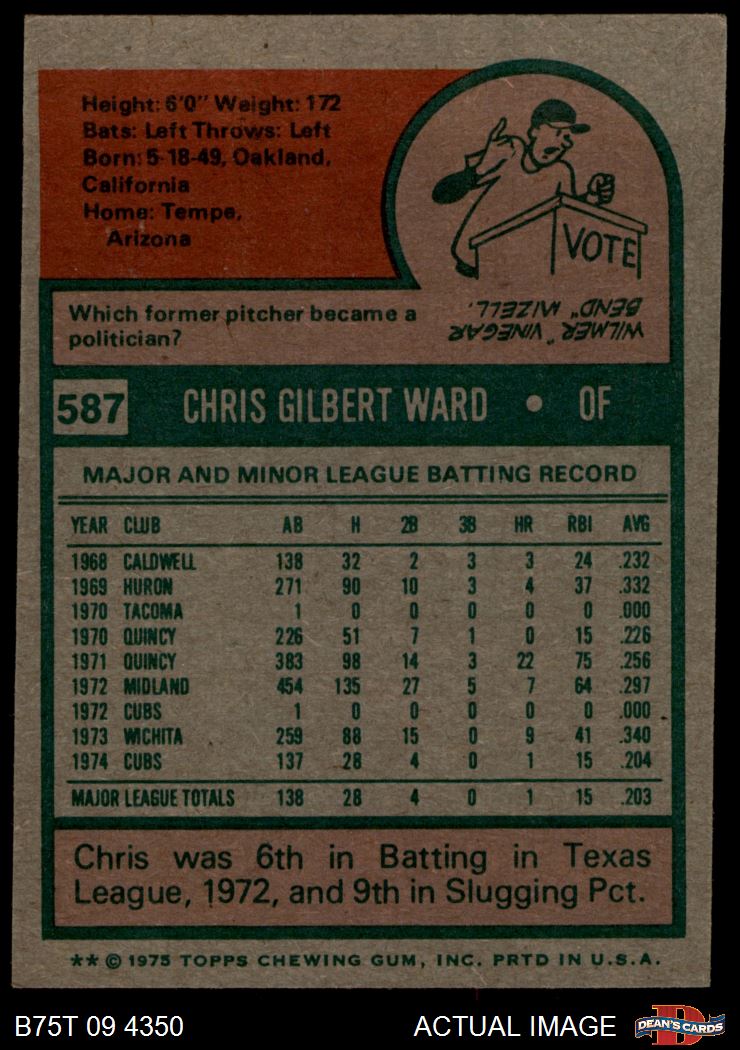 Height: 6'0" Weight: 172
Bats: Left Throws: Left
Born: 5-18-49, Oakland,
California
Home: Tempe,
Arizona
VOTE
Which former pitcher became a
politician?
WILMER "VINEGAR
BEND" MIZELL.
587 CHRIS GILBERT WARD • OF
MAJOR AND MINOR LEAGUE BATTING RECORD
YEAR CLUB AB H 2B 3B HR RBI AVG
1968 CALDWELL 138 32 2 3 3 24 .232
1969 HURON 271 90 10 3 4 37 .332
1970 TACOMA 1 0 0 0 0 0 .000
1970 QUINCY 226 51 7 1 0 15 .226
1971 QUINCY 383 98 14 3 22 75 .256
1972 MIDLAND 454 135 27 5 7 64 .297
1972 CUBS 1 0 0 0 0 0 .000
1973 WICHITA 259 88 15 0 9 41 .340
1974 CUBS 137 28 4 0 1 15 .204
MAJOR LEAGUE TOTALS 138 28 4 0 1 15 .203
Chris was 6th in Batting in Texas
League, 1972, and 9th in Slugging Pct.
** © 1975 TOPPS CHEWING GUM, INC. PRTD IN U.S.A.
B75T 09 4350 ACTUAL IMAGE DEAN'S CARDS